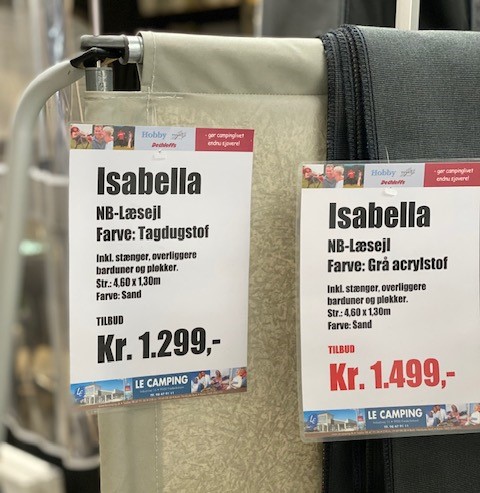 Hobby
Dethleffs
- gør campinglivet
endnu sjovere!
Isabella
NB-Læsejl
Farve: Tagdugstof
Inkl. stænger, overliggere
barduner og pløkker.
Str.: 4,60 x 1,30m
Farve: Sand
TILBUD
Kr. 1.299,-
LE CAMPING
Hobby
Dethleffs
- gør campinglivet
endnu sjovere!
Isabella
NB-Læsejl
Farve: Grå acrylstof
Inkl. stænger, overliggere
barduner og pløkker.
Str.: 4,60 x 1,30m
Farve: Sand
TILBUD
Kr. 1.499,-
LE CAMPING